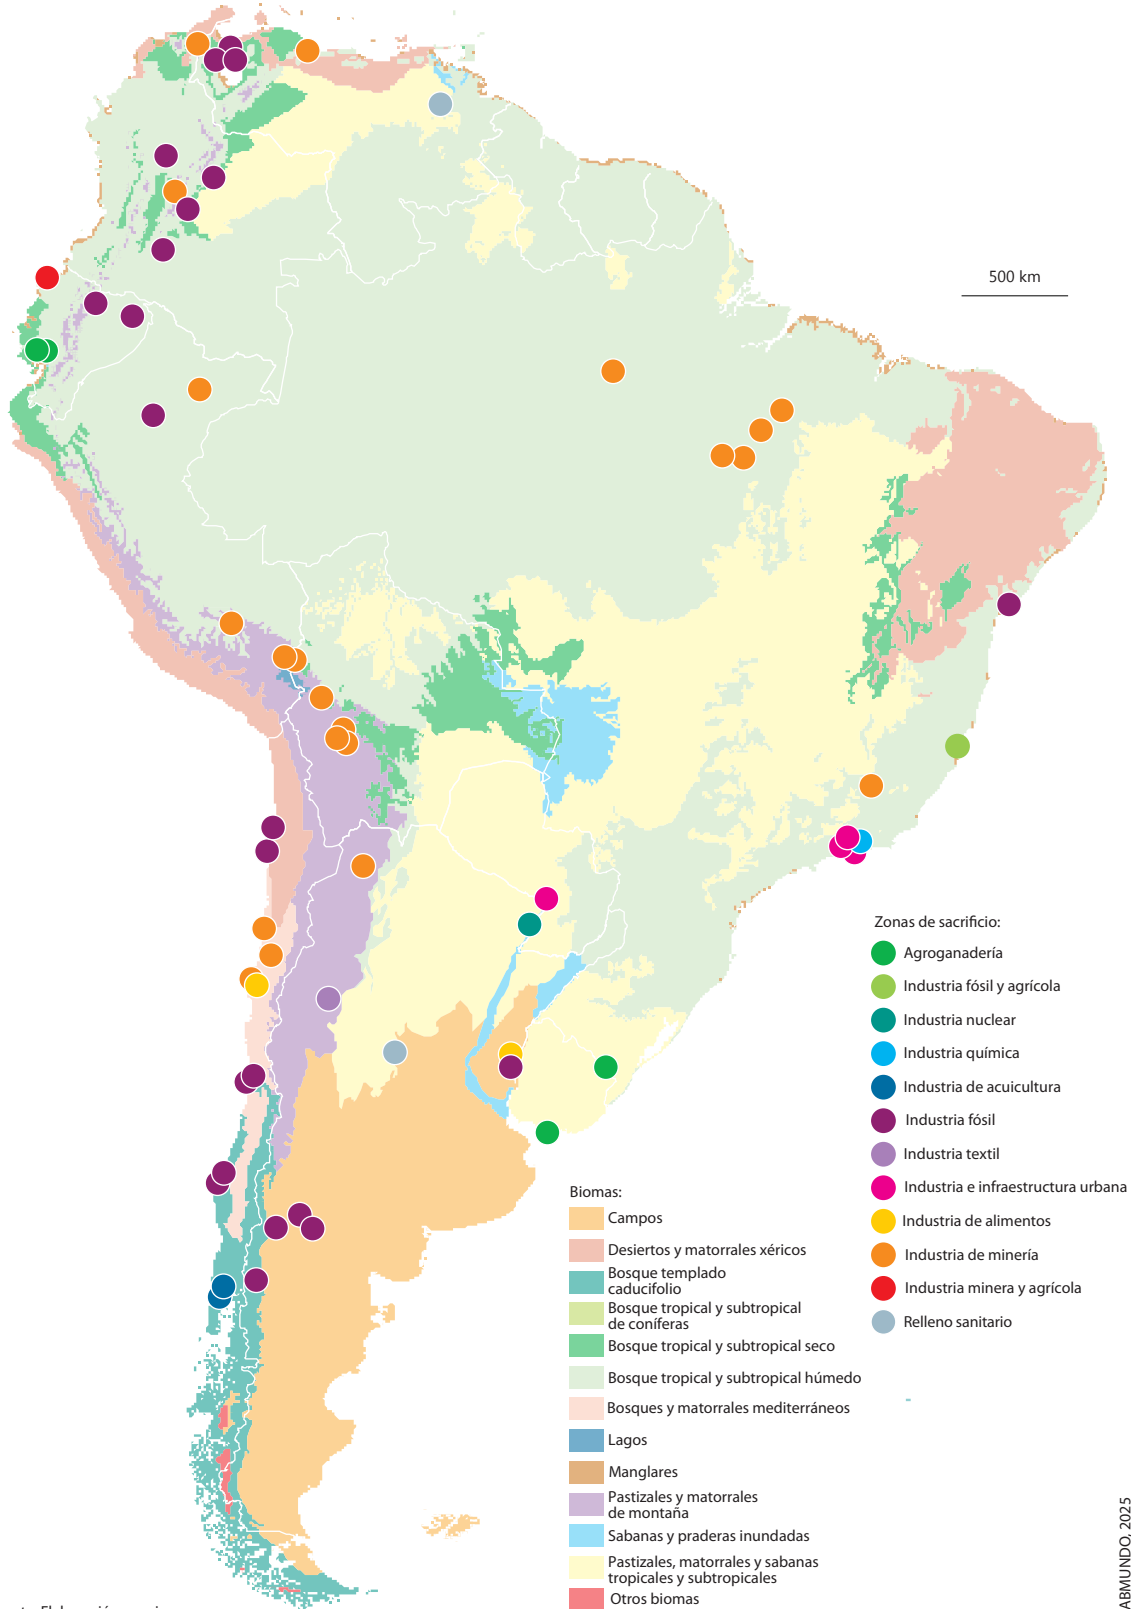 500 km
Zonas de sacrificio:
Agroganadería
Industria fósil y agrícola
Industria nuclear
Industria química
Industria de acuicultura
Industria fósil
Industria textil
Industria e infraestructura urbana
Industria de alimentos
Industria de minería
Industria minera y agrícola
Relleno sanitario
Biomas:
Campos
Desiertos y matorrales xéricos
Bosque templado
caducifolio
Bosque tropical y subtropical
de coníferas
Bosque tropical y subtropical seco
Bosque tropical y subtropical húmedo
Bosques y matorrales mediterráneos
Lagos
Manglares
Pastizales y matorrales
de montaña
Sabanas y praderas inundadas
Pastizales, matorrales y sabanas
tropicales y subtropicales
Otros biomas
ABMUNDO, 2025